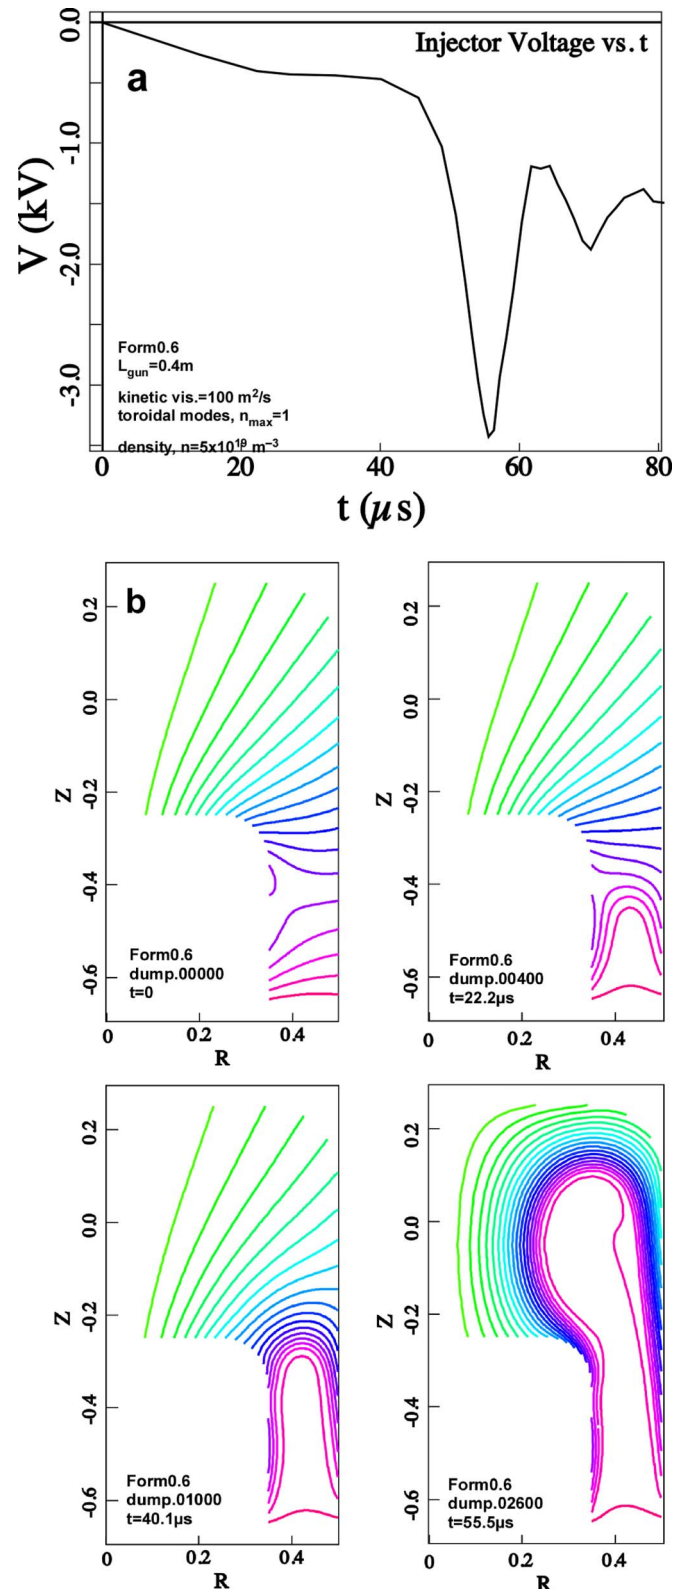 Injector Voltage vs. t
a
V (kV)
0.0
-1.0
-2.0
-3.0
Form0.6
Lgun=0.4m
kinetic vis.=100 m²/s
toroidal modes, nmax=1
density, n=5x10¹⁹ m⁻³
0 20 40 60 80
t (μs)
b
Z
0.2
0.0
-0.2
-0.4
-0.6
Form0.6
dump.00000
t=0
0 0.2 0.4
R
Z
0.2
0.0
-0.2
-0.4
-0.6
Form0.6
dump.00400
t=22.2μs
0 0.2 0.4
R
Z
0.2
0.0
-0.2
-0.4
-0.6
Form0.6
dump.01000
t=40.1μs
0 0.2 0.4
R
Z
0.2
0.0
-0.2
-0.4
-0.6
Form0.6
dump.02600
t=55.5μs
0 0.2 0.4
R